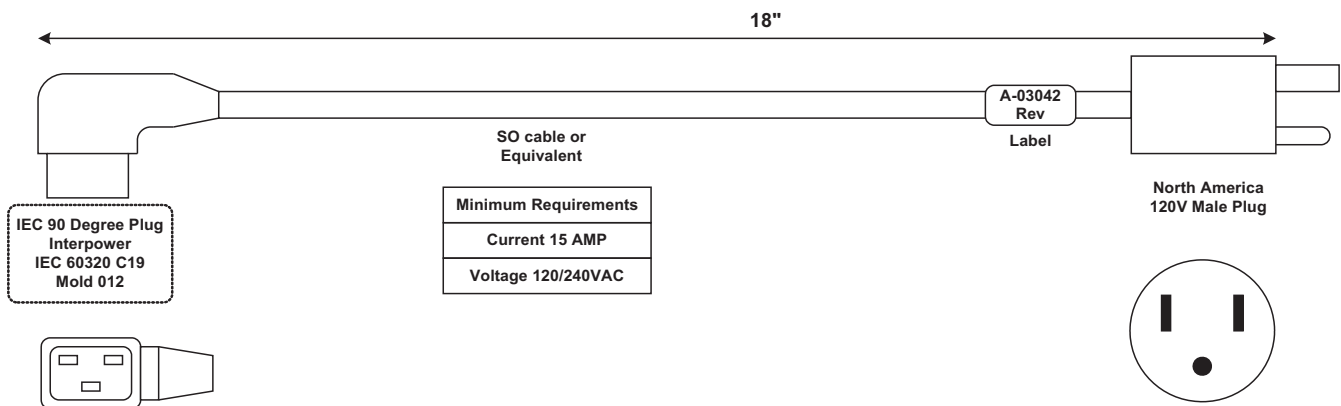 18"
A-03042
Rev
Label
SO cable or
Equivalent
North America
120V Male Plug
IEC 90 Degree Plug
Interpower
IEC 60320 C19
Mold 012
Minimum Requirements
Current 15 AMP
Voltage 120/240VAC